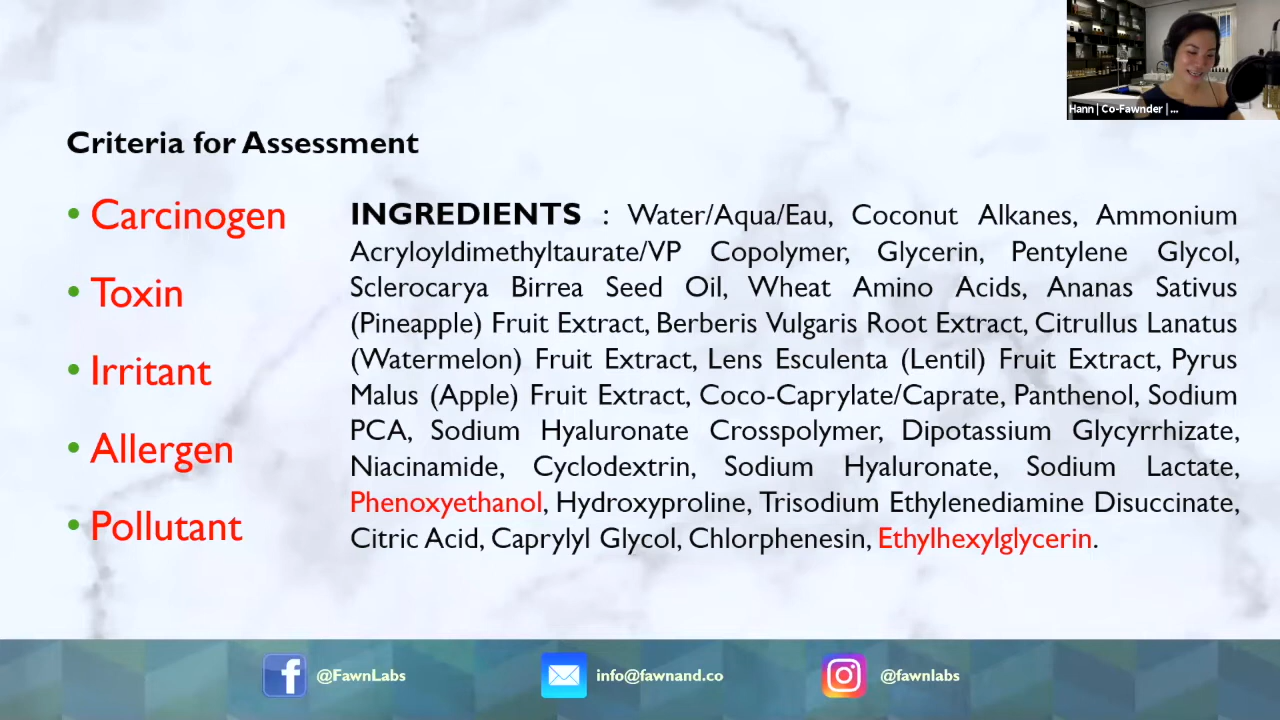 Hann | Co-Fawnder | ...
Criteria for Assessment
• Carcinogen
• Toxin
• Irritant
• Allergen
• Pollutant
INGREDIENTS : Water/Aqua/Eau, Coconut Alkanes, Ammonium
Acryloyldimethyltaurate/VP Copolymer, Glycerin, Pentylene Glycol,
Sclerocarya Birrea Seed Oil, Wheat Amino Acids, Ananas Sativus
(Pineapple) Fruit Extract, Berberis Vulgaris Root Extract, Citrullus Lanatus
(Watermelon) Fruit Extract, Lens Esculenta (Lentil) Fruit Extract, Pyrus
Malus (Apple) Fruit Extract, Coco-Caprylate/Caprate, Panthenol, Sodium
PCA, Sodium Hyaluronate Crosspolymer, Dipotassium Glycyrrhizate,
Niacinamide, Cyclodextrin, Sodium Hyaluronate, Sodium Lactate,
Phenoxyethanol, Hydroxyproline, Trisodium Ethylenediamine Disuccinate,
Citric Acid, Caprylyl Glycol, Chlorphenesin, Ethylhexylglycerin.
@FawnLabs
info@fawnand.co
@fawnlabs